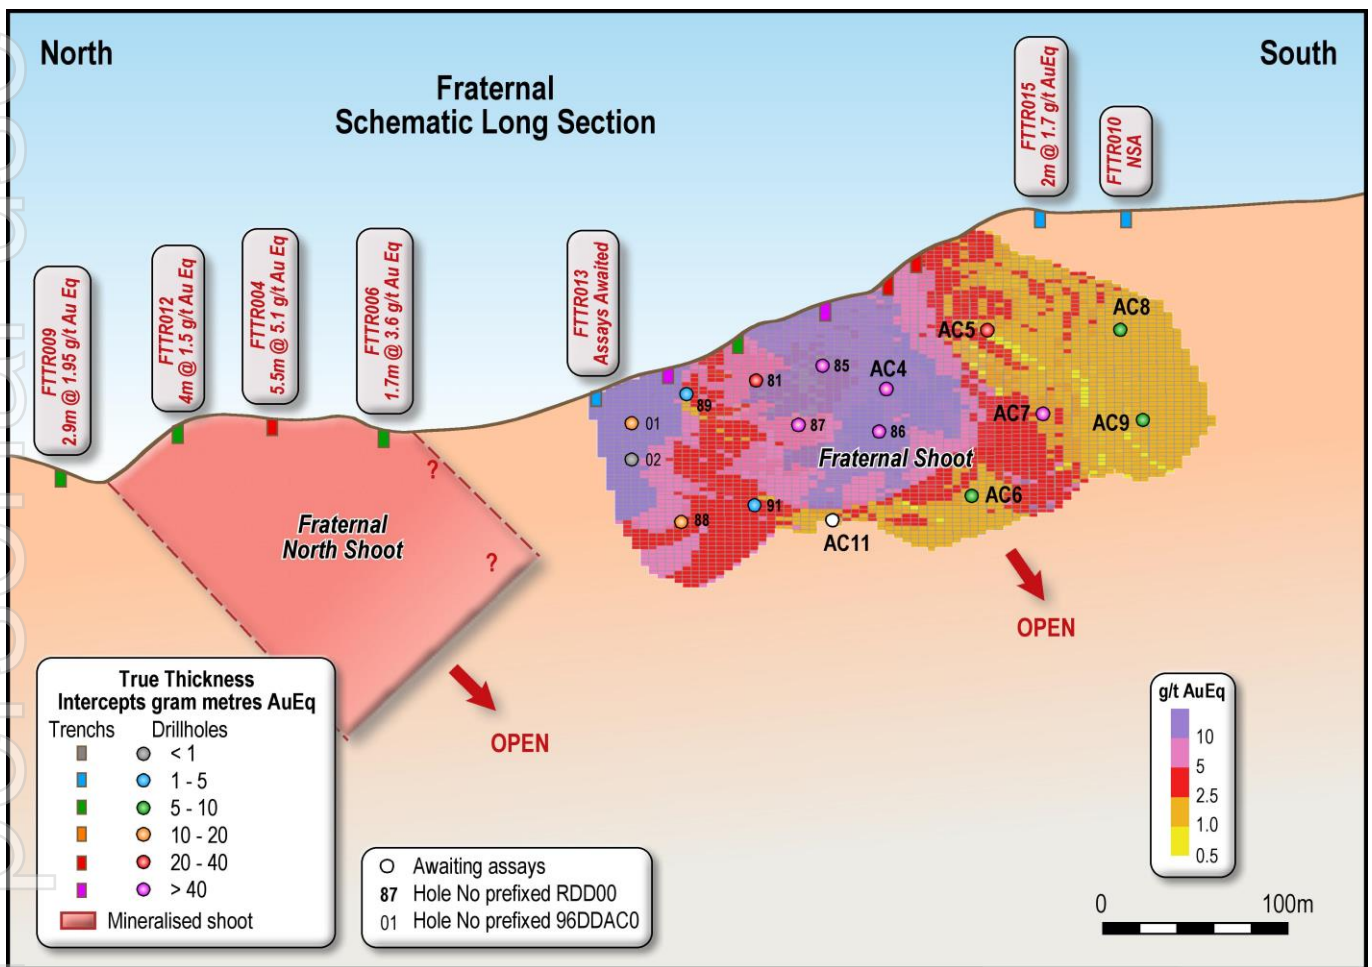 North
South
Fraternal
Schematic Long Section
FTTR009
2.9m @ 1.95 g/t Au Eq
FTTR012
4m @ 1.5 g/t Au Eq
FTTR004
5.5m @ 5.1 g/t Au Eq
FTTR006
1.7m @ 3.6 g/t Au Eq
FTTR013
Assays Awaited
FTTR015
2m @ 1.7 g/t AuEq
FTTR010
NSA
AC5
AC8
81
85
AC4
89
01
87
86
AC7
AC9
02
Fraternal Shoot
88
91
AC6
AC11
?
?
Fraternal
North Shoot
OPEN
OPEN
True Thickness
Intercepts gram metres AuEq
Trenchs Drillholes
< 1
1 - 5
5 - 10
10 - 20
20 - 40
> 40
Mineralised shoot
Awaiting assays
87 Hole No prefixed RDD00
01 Hole No prefixed 96DDAC0
g/t AuEq
10
5
2.5
1.0
0.5
0 100m